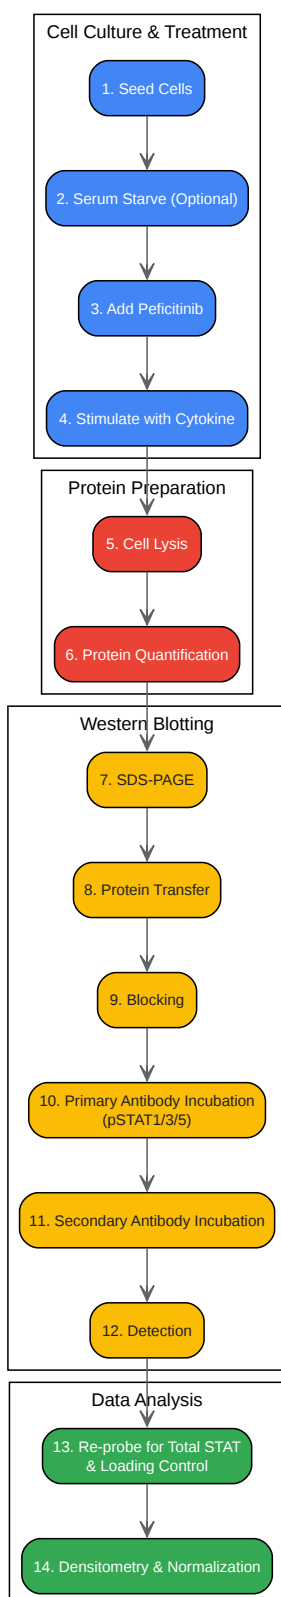 Cell Culture & Treatment
1. Seed Cells
2. Serum Starve (Optional)
3. Add Peficitinib
4. Stimulate with Cytokine
Protein Preparation
5. Cell Lysis
6. Protein Quantification
Western Blotting
7. SDS-PAGE
8. Protein Transfer
9. Blocking
10. Primary Antibody Incubation
(pSTAT1/3/5)
11. Secondary Antibody Incubation
12. Detection
Data Analysis
13. Re-probe for Total STAT
& Loading Control
14. Densitometry & Normalization